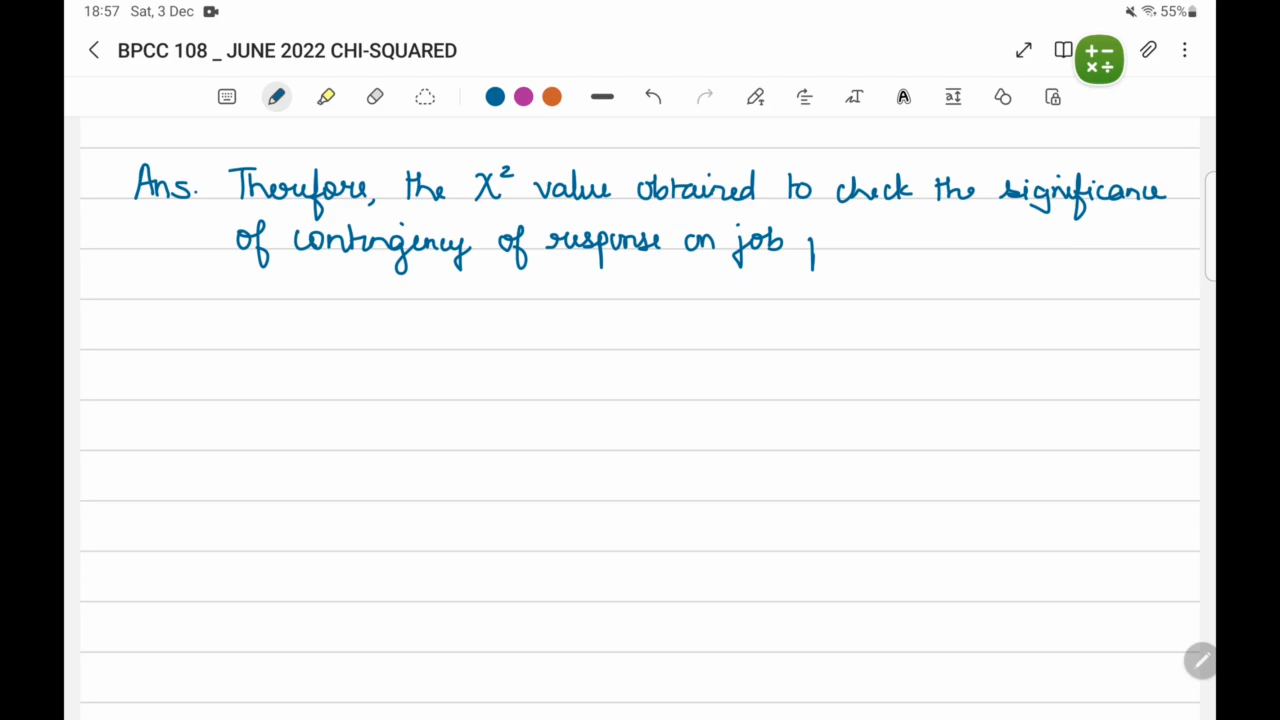 18:57 Sat, 3 Dec 55%
BPCC 108 _ JUNE 2022 CHI-SQUARED
Ans. Therefore, the χ² value obtained to check the significance
of contingency of response on job